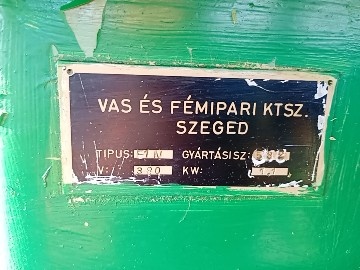 VAS ÉS FÉMIPARI KTSZ.
SZEGED
TIPUS: GYÁRTÁSI SZ:
V: 380 KW: